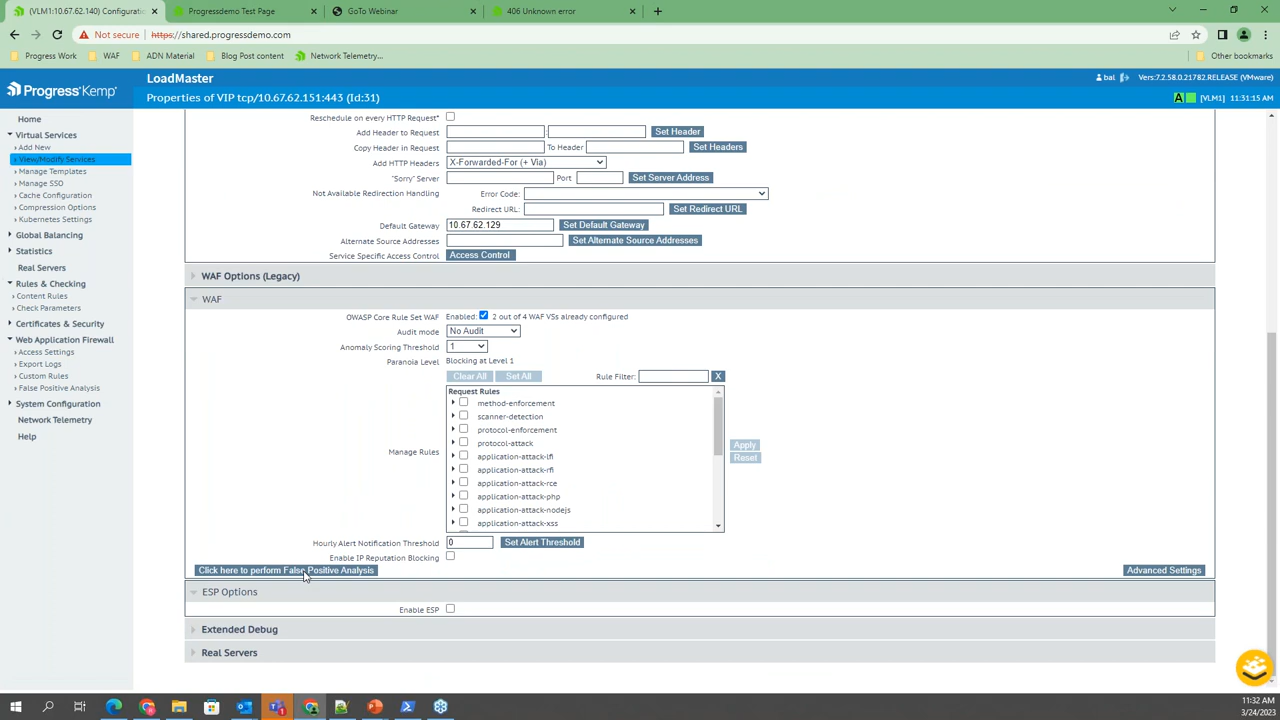 (VLM1:10.67.62.140) Configurati
Progressdemo Test Page
GoTo Webinar
406 Unknown error
Not secure
https://shared.progressdemo.com
Progress Work
WAF
ADN Material
Blog Post content
Network Telemetry...
Other bookmarks
Progress Kemp
LoadMaster
bal
Vers:7.2.58.0.21782.RELEASE (VMware)
Properties of VIP tcp/10.67.62.151:443 (Id:31)
A
[VLM1]
11:31:15 AM
Home
Virtual Services
Add New
View/Modify Services
Manage Templates
Manage SSO
Cache Configuration
Compression Options
Kubernetes Settings
Global Balancing
Statistics
Real Servers
Rules & Checking
Content Rules
Check Parameters
Certificates & Security
Web Application Firewall
Access Settings
Export Logs
Custom Rules
False Positive Analysis
System Configuration
Network Telemetry
Help
Reschedule on every HTTP Request*
Add Header to Request : Set Header
Copy Header in Request To Header Set Headers
Add HTTP Headers X-Forwarded-For (+ Via)
"Sorry" Server Port Set Server Address
Not Available Redirection Handling Error Code:
Redirect URL: Set Redirect URL
Default Gateway 10.67.62.129 Set Default Gateway
Alternate Source Addresses Set Alternate Source Addresses
Service Specific Access Control Access Control
WAF Options (Legacy)
WAF
OWASP Core Rule Set WAF Enabled: 2 out of 4 WAF VSs already configured
Audit mode No Audit
Anomaly Scoring Threshold 1
Paranoia Level Blocking at Level 1
Clear All Set All Rule Filter: X
Request Rules
method-enforcement
scanner-detection
protocol-enforcement
protocol-attack
Manage Rules
application-attack-lfi
application-attack-rfi
application-attack-rce
application-attack-php
application-attack-nodejs
application-attack-xss
Apply
Reset
Hourly Alert Notification Threshold 0 Set Alert Threshold
Enable IP Reputation Blocking
Click here to perform False Positive Analysis
Advanced Settings
ESP Options
Enable ESP
Extended Debug
Real Servers
11:32 AM
3/24/2023